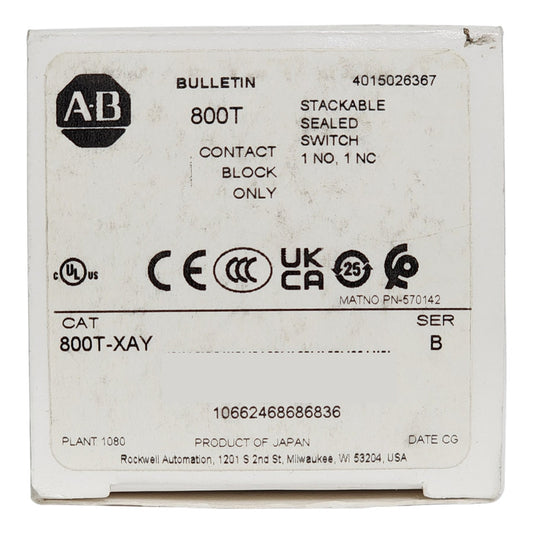 A-B
BULLETIN
800T
CONTACT
BLOCK
ONLY
4015026367
STACKABLE
SEALED
SWITCH
1 NO, 1 NC
C UL US
CE
CCC
UK
CA
25
MATNO PN-570142
CAT
800T-XAY
SER
B
10662468686836
PLANT 1080
PRODUCT OF JAPAN
DATE CG
Rockwell Automation, 1201 S 2nd St, Milwaukee, WI 53204, USA